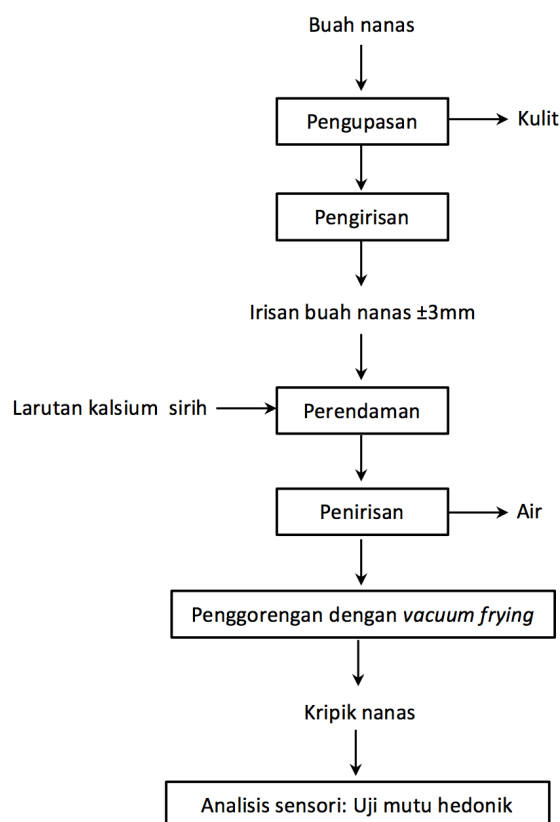 Buah nanas
Pengupasan
Kulit
Pengirisan
Irisan buah nanas ±3mm
Larutan kalsium sirih
Perendaman
Penirisan
Air
Penggorengan dengan vacuum frying
Kripik nanas
Analisis sensori: Uji mutu hedonik